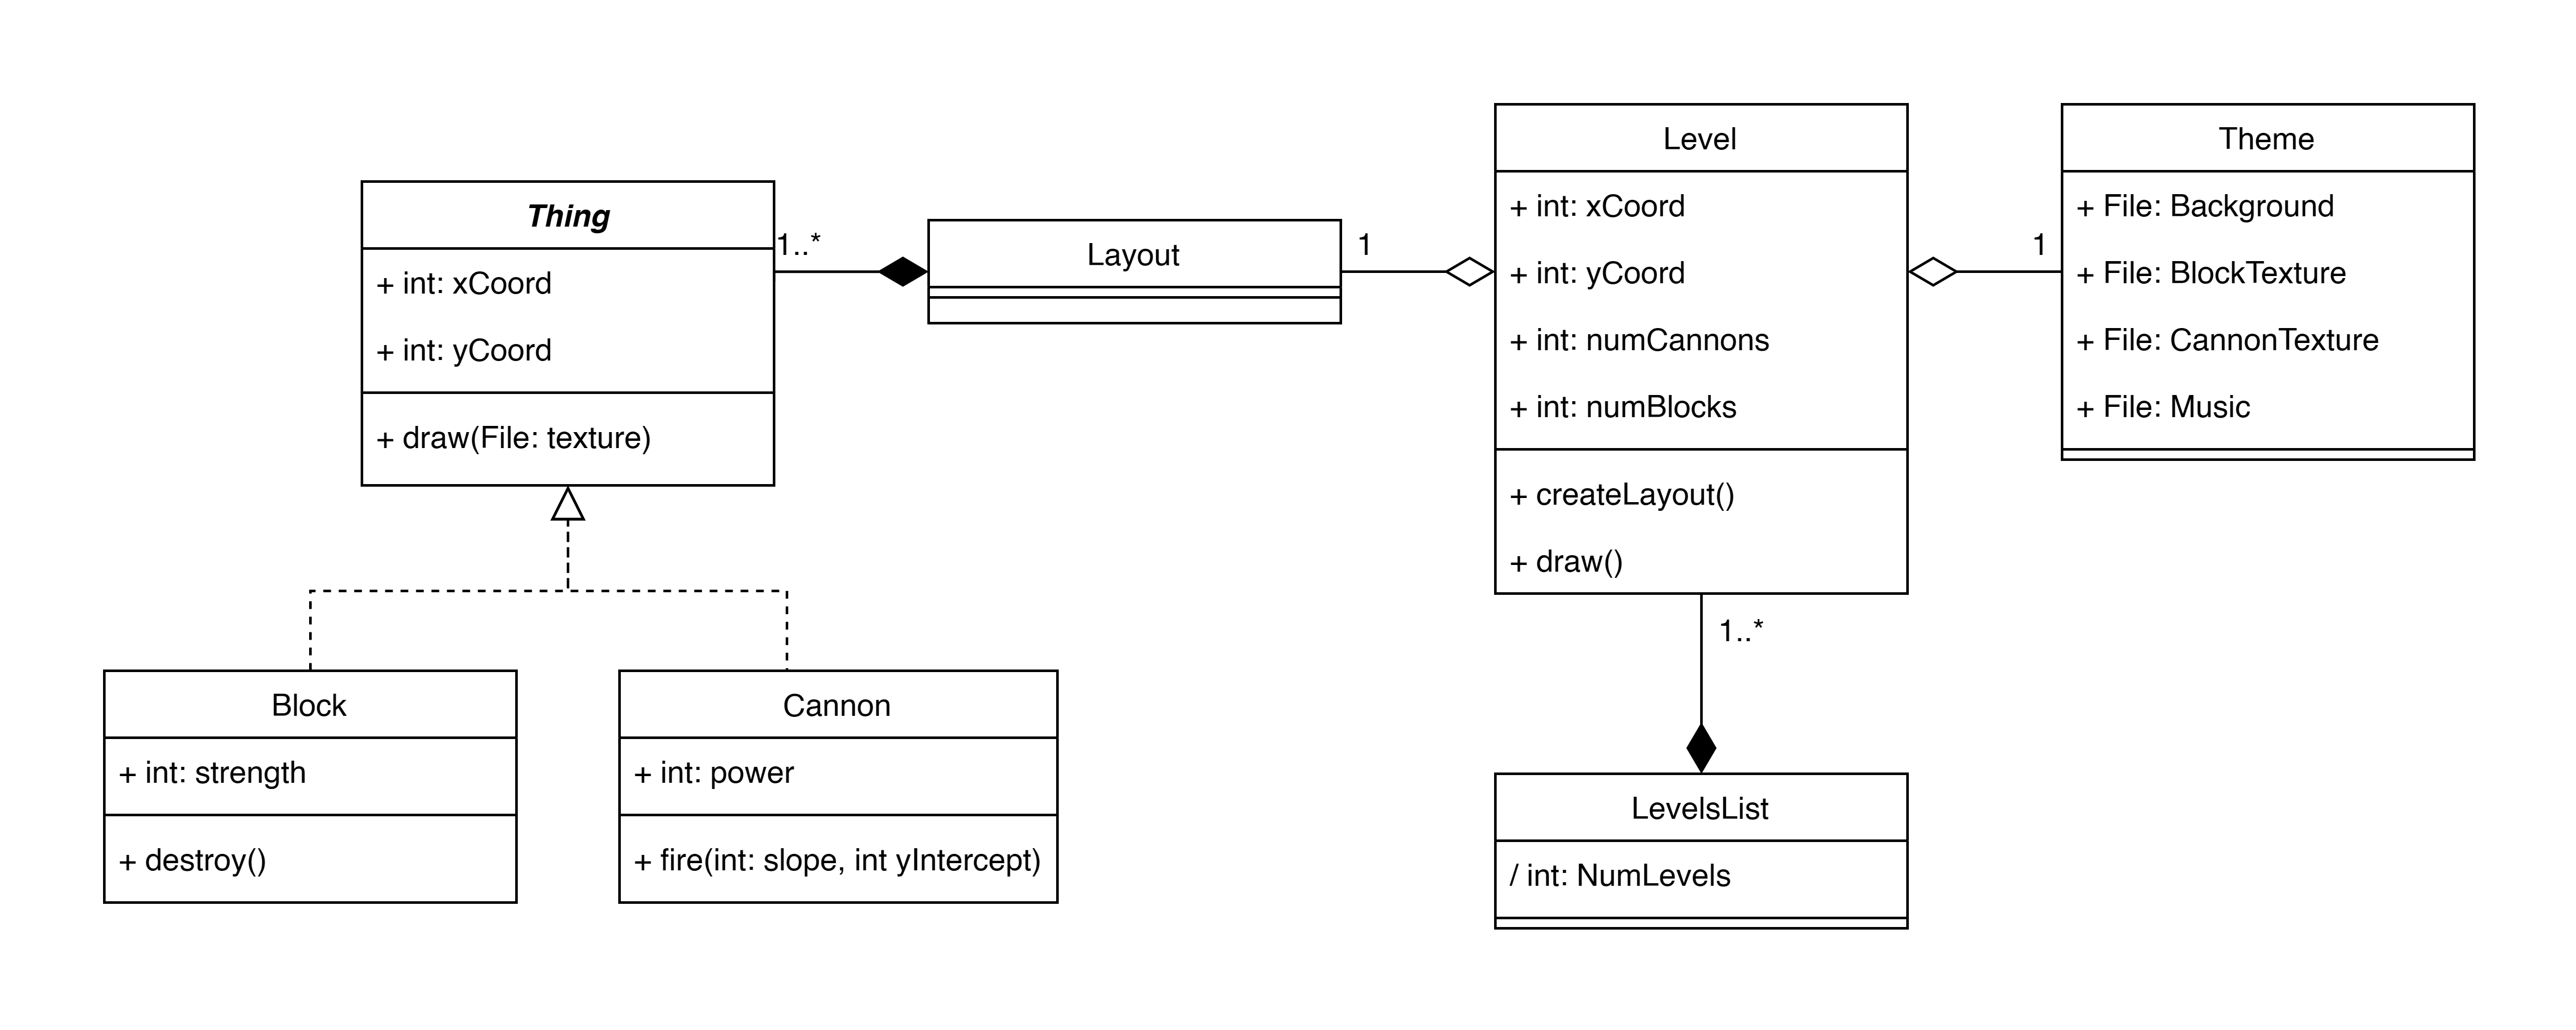 Thing
+ int: xCoord
+ int: yCoord
+ draw(File: texture)
1..*
Layout
1
Level
+ int: xCoord
+ int: yCoord
+ int: numCannons
+ int: numBlocks
+ createLayout()
+ draw()
1
Theme
+ File: Background
+ File: BlockTexture
+ File: CannonTexture
+ File: Music
1..*
Block
+ int: strength
+ destroy()
Cannon
+ int: power
+ fire(int: slope, int yIntercept)
LevelsList
/ int: NumLevels